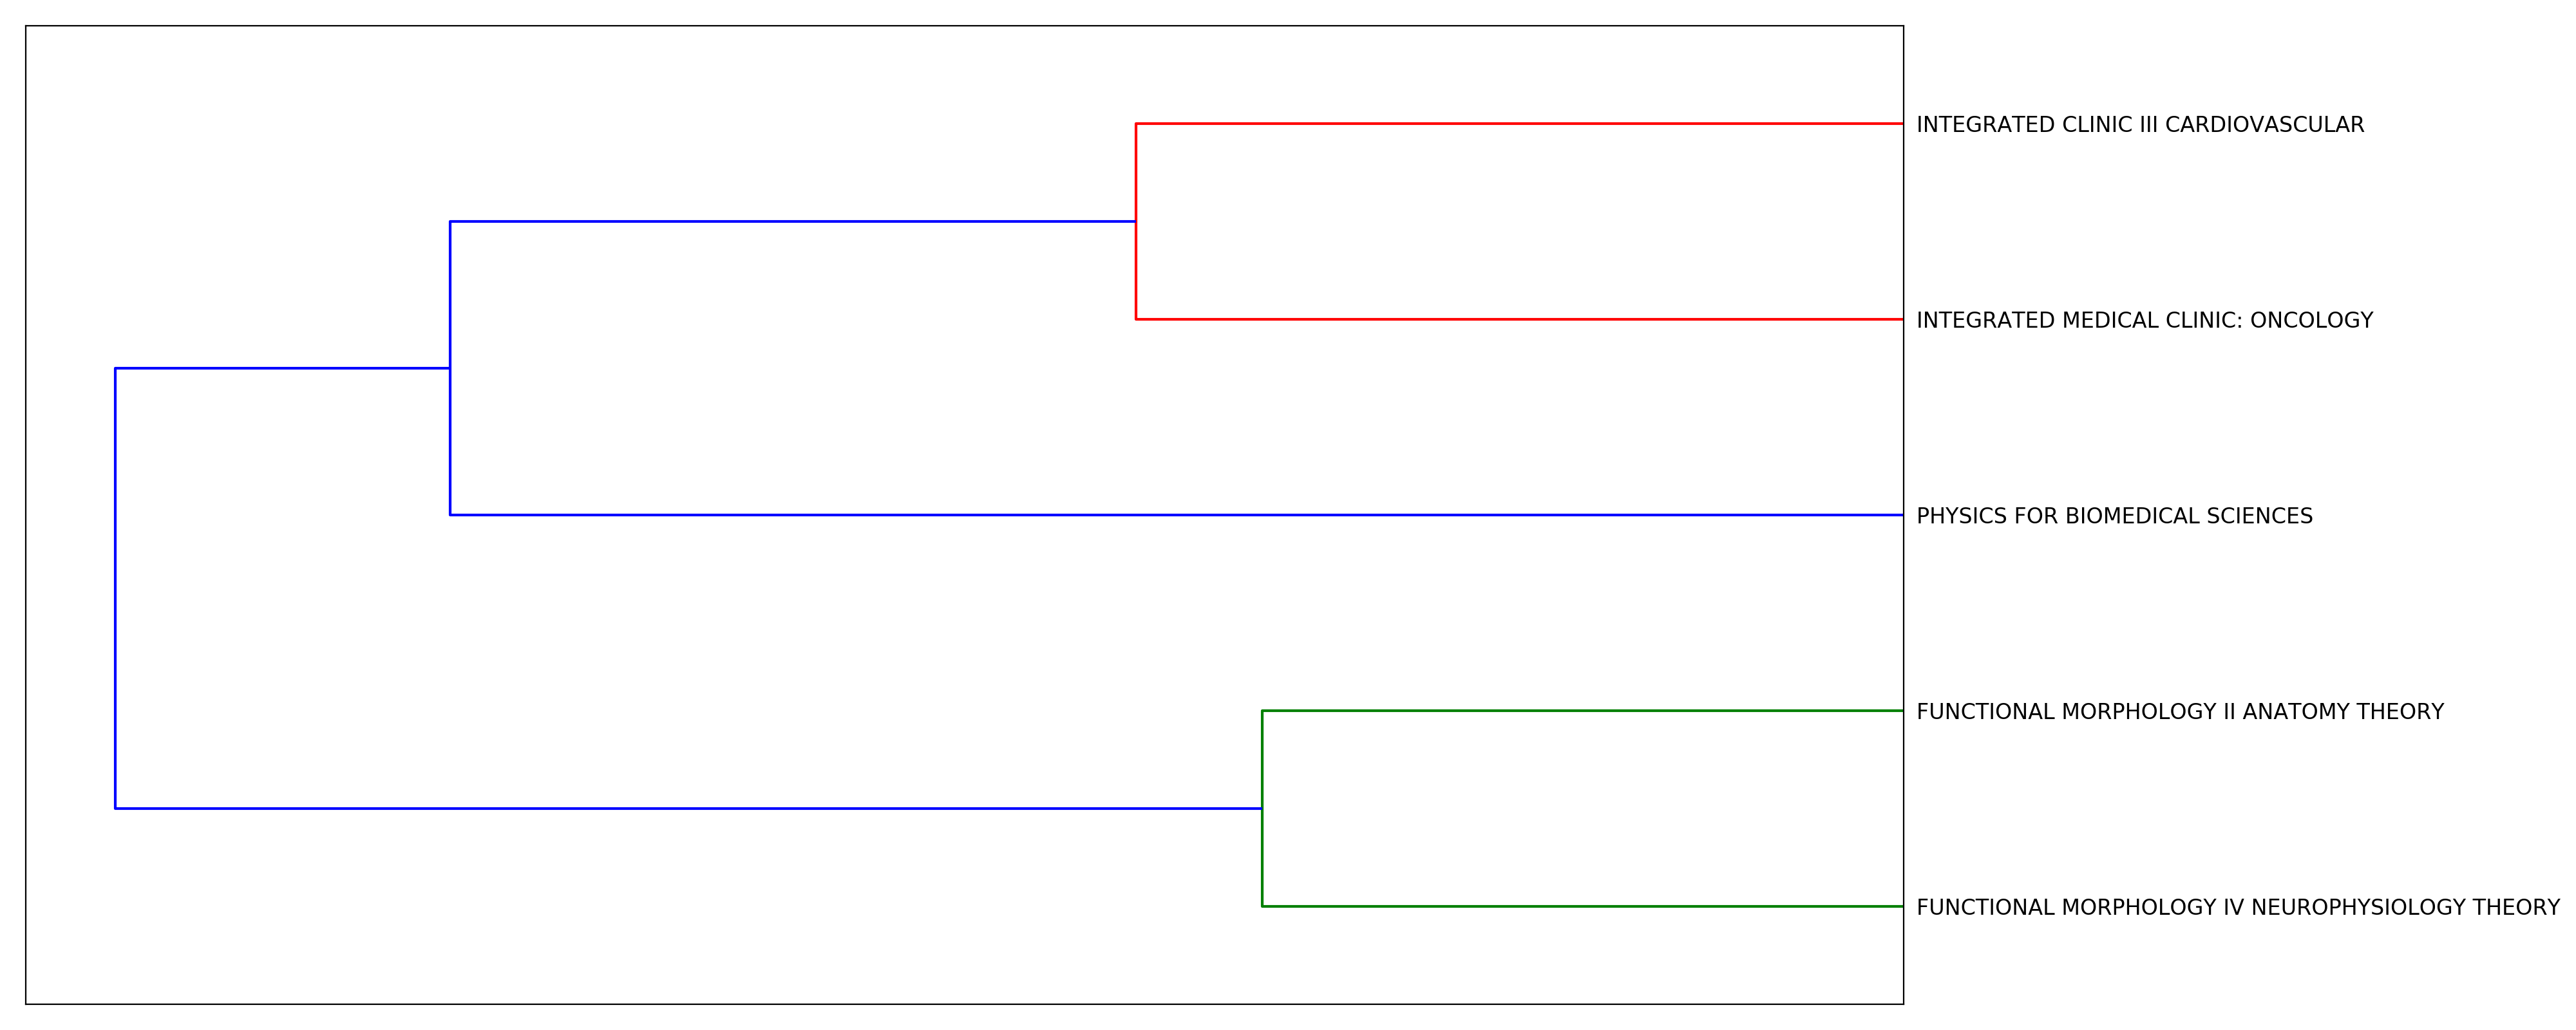 INTEGRATED CLINIC III CARDIOVASCULAR
INTEGRATED MEDICAL CLINIC: ONCOLOGY
PHYSICS FOR BIOMEDICAL SCIENCES
FUNCTIONAL MORPHOLOGY II ANATOMY THEORY
FUNCTIONAL MORPHOLOGY IV NEUROPHYSIOLOGY THEORY